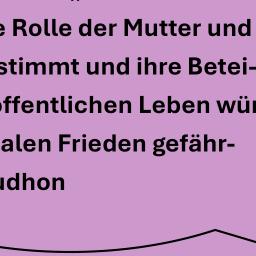 e Rolle der Mutter und
stimmt und ihre Betei-
öffentlichen Leben wür
alen Frieden gefähr-
udhon